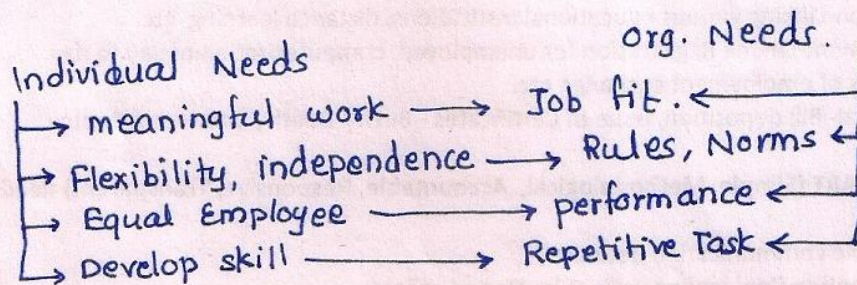 org. Needs.
Individual Needs
meaningful work → Job fit. ←
Flexibility, independence → Rules, Norms ←
Equal Employee → performance ←
Develop skill → Repetitive Task ←